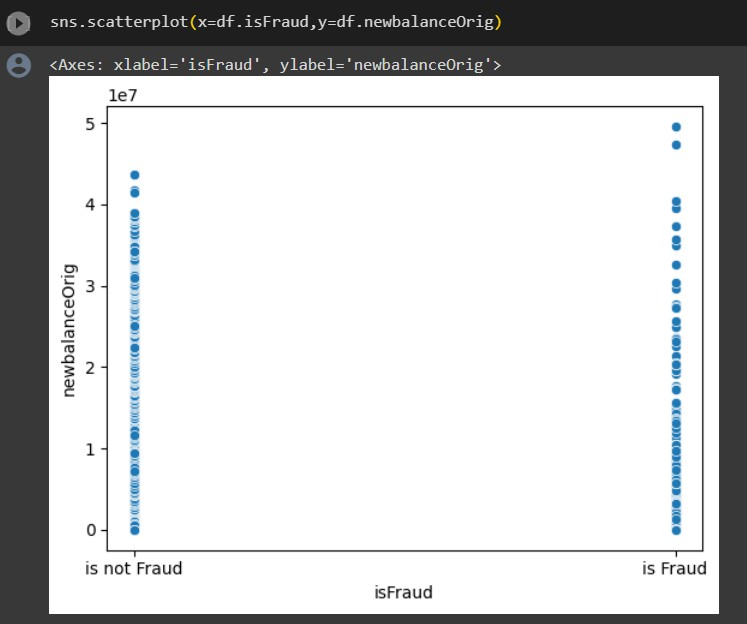 sns.scatterplot(x=df.isFraud,y=df.newbalanceOrig)
<Axes: xlabel='isFraud', ylabel='newbalanceOrig'>
1e7
5
4
3
2
1
0
newbalanceOrig
is not Fraud is Fraud
isFraud